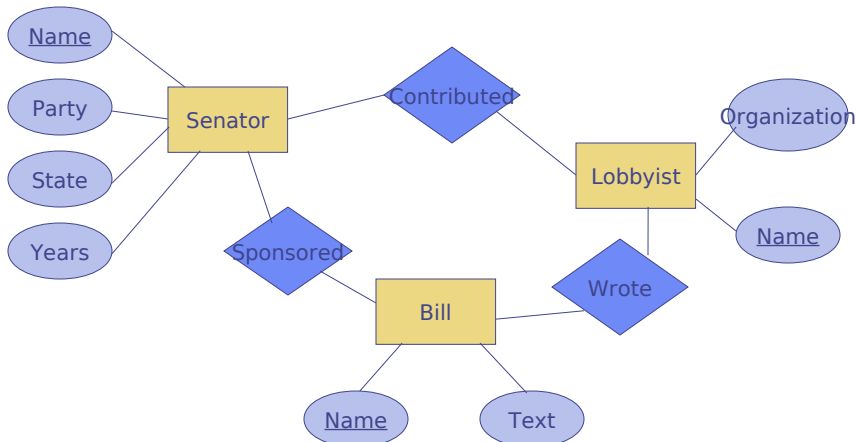 Name
Party
State
Years
Senator
Contributed
Sponsored
Organization
Lobbyist
Name
Wrote
Bill
Name
Text